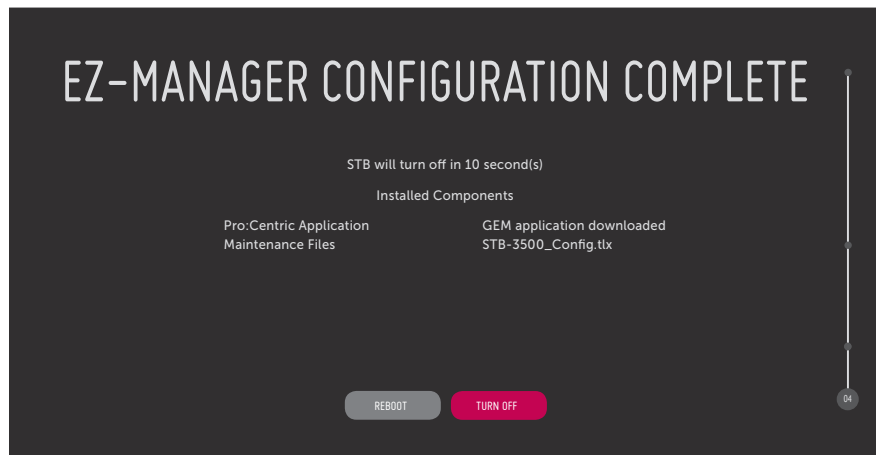 EZ-MANAGER CONFIGURATION COMPLETE
STB will turn off in 10 second(s)
Installed Components
Pro:Centric Application GEM application downloaded
Maintenance Files STB-3500_Config.tlx
REBOOT TURN OFF 04